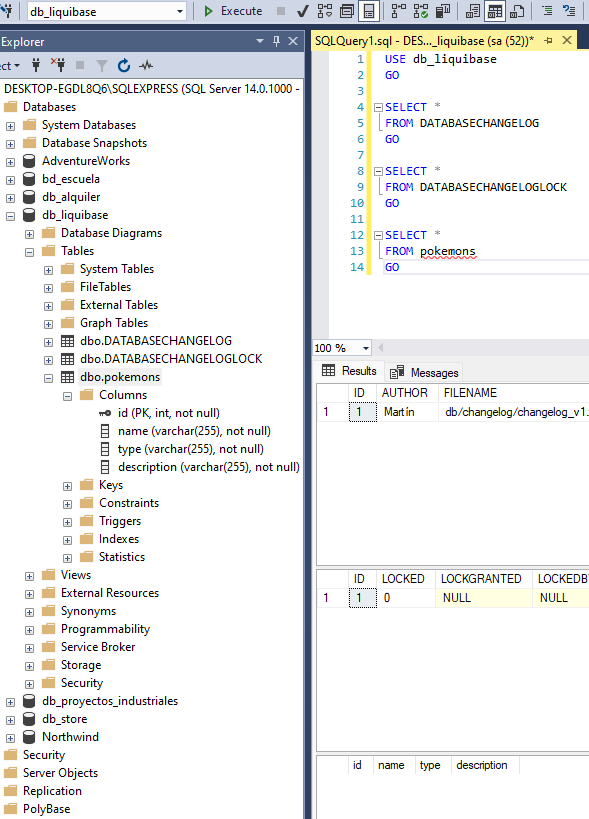 db_liquibase
Execute
Explorer
ect
DESKTOP-EGDL8Q6\SQLEXPRESS (SQL Server 14.0.1000 -
Databases
System Databases
Database Snapshots
AdventureWorks
bd_escuela
db_alquiler
db_liquibase
Database Diagrams
Tables
System Tables
FileTables
External Tables
Graph Tables
dbo.DATABASECHANGELOG
dbo.DATABASECHANGELOGLOCK
dbo.pokemons
Columns
id (PK, int, not null)
name (varchar(255), not null)
type (varchar(255), not null)
description (varchar(255), not null)
Keys
Constraints
Triggers
Indexes
Statistics
Views
External Resources
Synonyms
Programmability
Service Broker
Storage
Security
db_proyectos_industriales
db_store
Northwind
Security
Server Objects
Replication
PolyBase
SQLQuery1.sql - DES..._liquibase (sa (52))*
1 USE db_liquibase
2 GO
3
4 SELECT *
5 FROM DATABASECHANGELOG
6 GO
7
8 SELECT *
9 FROM DATABASECHANGELOGLOCK
10 GO
11
12 SELECT *
13 FROM pokemons
14 GO
100 %
Results Messages
ID AUTHOR FILENAME
1 1 Martín db/changelog/changelog_v1.
ID LOCKED LOCKGRANTED LOCKEDB
1 1 0 NULL NULL
id name type description